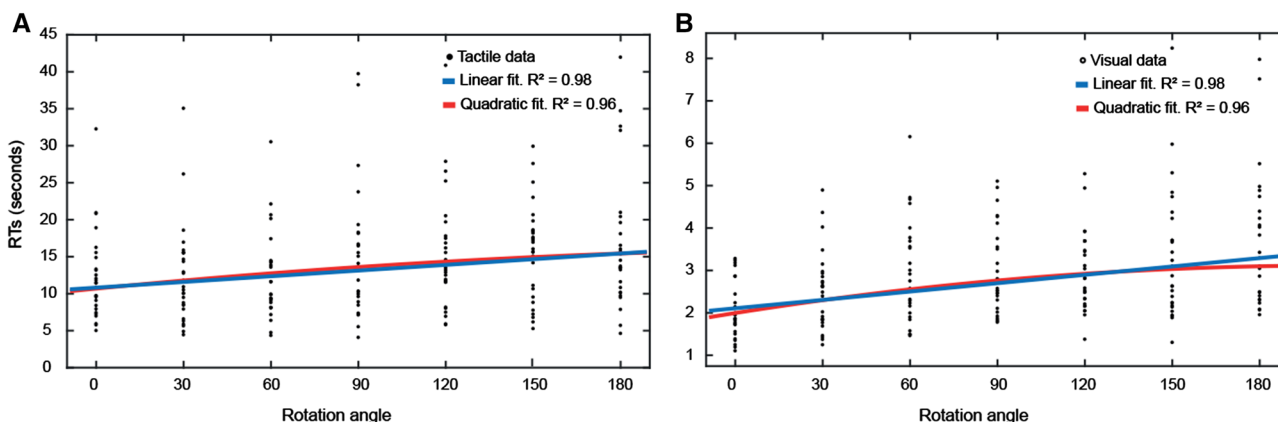 A
45
40
35
30
25
20
15
10
5
0
RTs (seconds)
Tactile data
Linear fit. R² = 0.98
Quadratic fit. R² = 0.96
0 30 60 90 120 150 180
Rotation angle
B
8
7
6
5
4
3
2
1
Visual data
Linear fit. R² = 0.98
Quadratic fit. R² = 0.96
0 30 60 90 120 150 180
Rotation angle